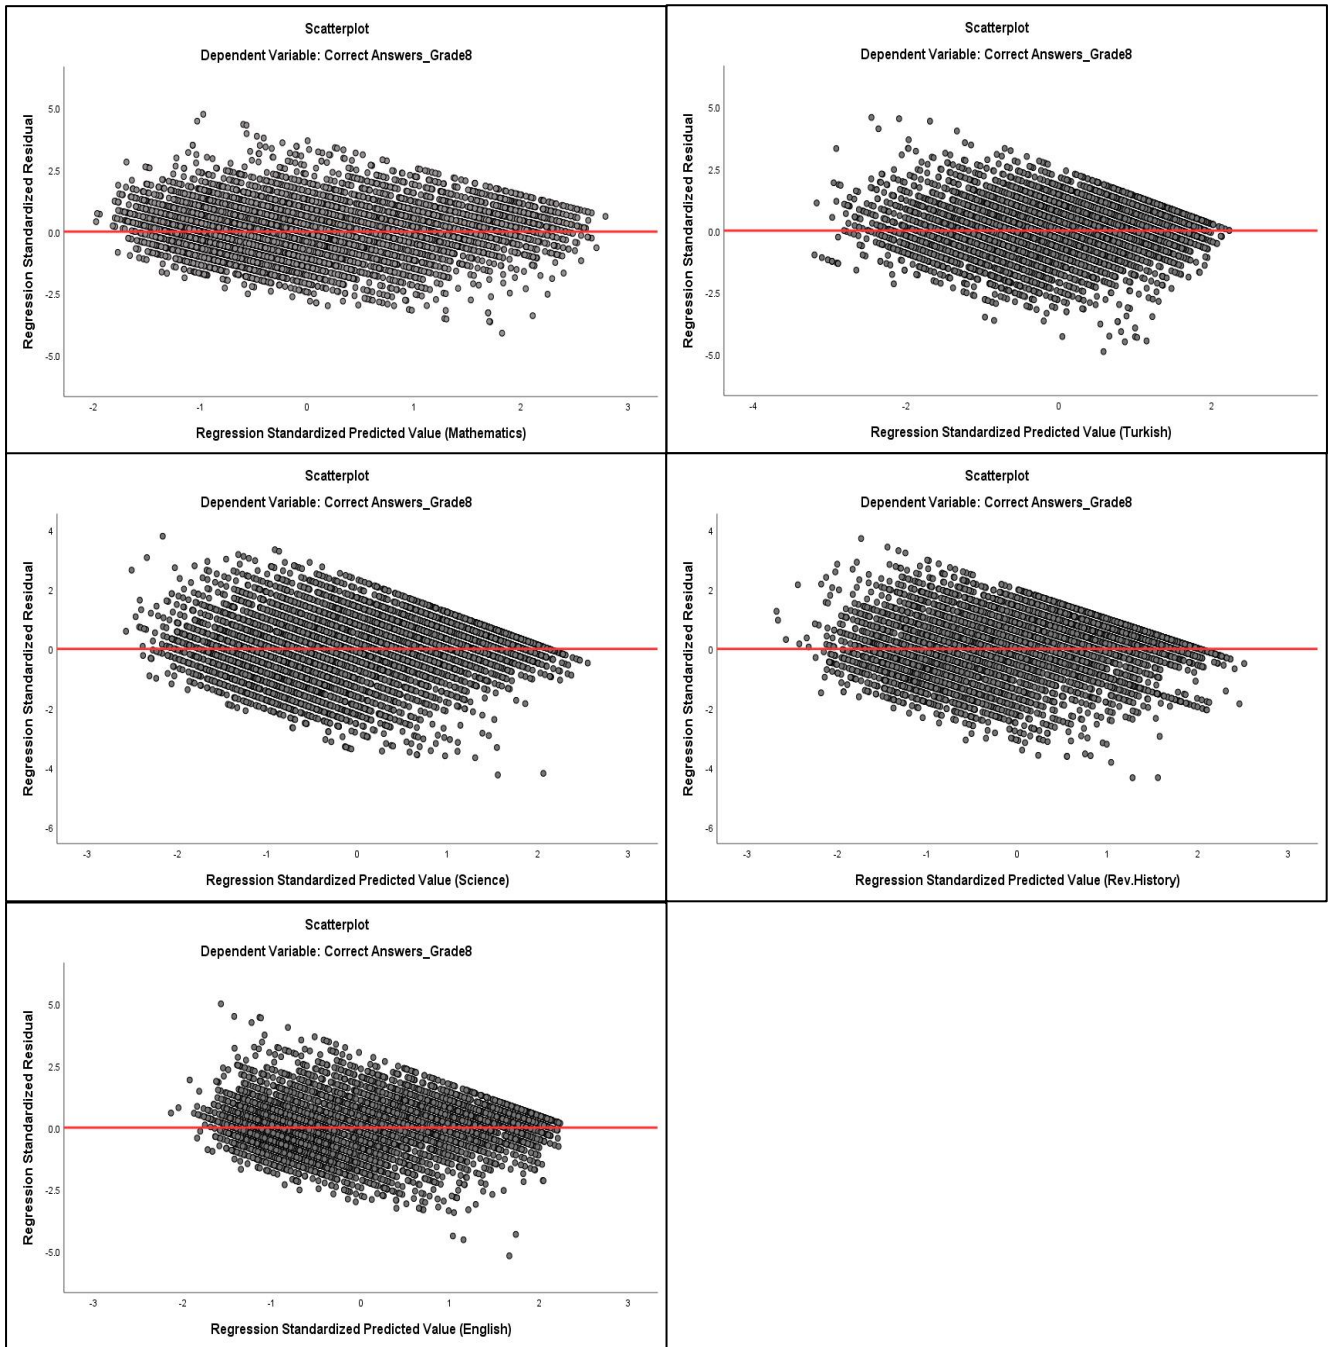 Scatterplot
Dependent Variable: Correct Answers_Grade8
Regression Standardized Residual
5.0
2.5
0.0
-2.5
-5.0
-2 -1 0 1 2 3
Regression Standardized Predicted Value (Mathematics)
Scatterplot
Dependent Variable: Correct Answers_Grade8
Regression Standardized Residual
5.0
2.5
0.0
-2.5
-5.0
-4 -2 0 2
Regression Standardized Predicted Value (Turkish)
Scatterplot
Dependent Variable: Correct Answers_Grade8
Regression Standardized Residual
4
2
0
-2
-4
-6
-3 -2 -1 0 1 2 3
Regression Standardized Predicted Value (Science)
Scatterplot
Dependent Variable: Correct Answers_Grade8
Regression Standardized Residual
4
2
0
-2
-4
-6
-3 -2 -1 0 1 2 3
Regression Standardized Predicted Value (Rev.History)
Scatterplot
Dependent Variable: Correct Answers_Grade8
Regression Standardized Residual
5.0
2.5
0.0
-2.5
-5.0
-3 -2 -1 0 1 2 3
Regression Standardized Predicted Value (English)